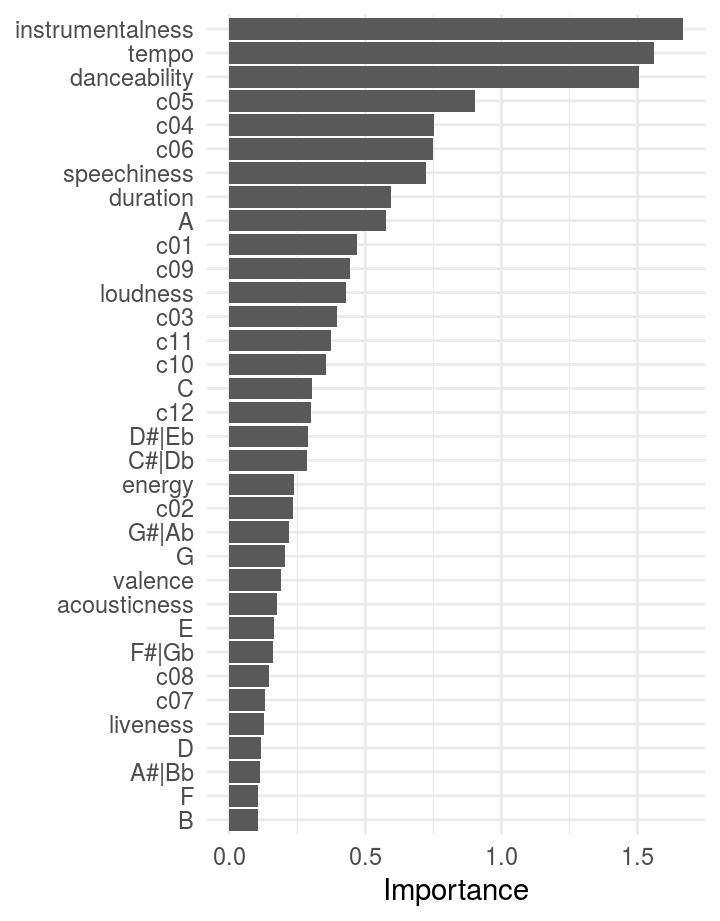 instrumentalness
tempo
danceability
c05
c04
c06
speechiness
duration
A
c01
c09
loudness
c03
c11
c10
C
c12
D#|Eb
C#|Db
energy
c02
G#|Ab
G
valence
acousticness
E
F#|Gb
c08
c07
liveness
D
A#|Bb
F
B
0.0 0.5 1.0 1.5
Importance